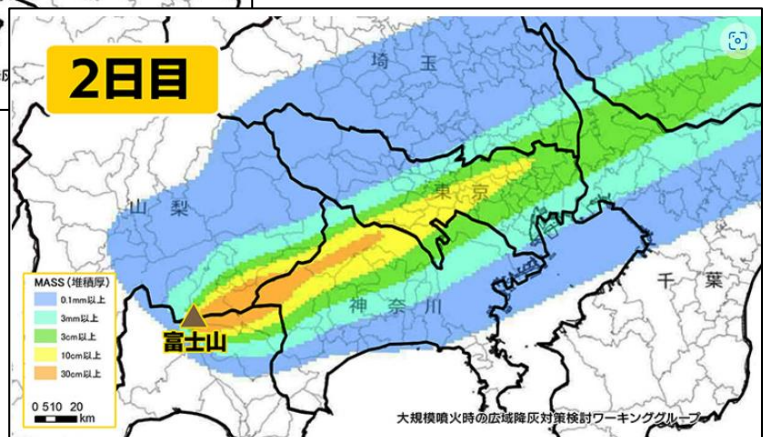 2日目
埼 玉
山 梨
東 京
神 奈 川
千 葉
MASS(堆積厚)
0.1mm以上
3mm以上
3cm以上
10cm以上
30cm以上
富士山
0 510 20
km
大規模噴火時の広域降灰対策検討ワーキンググループ